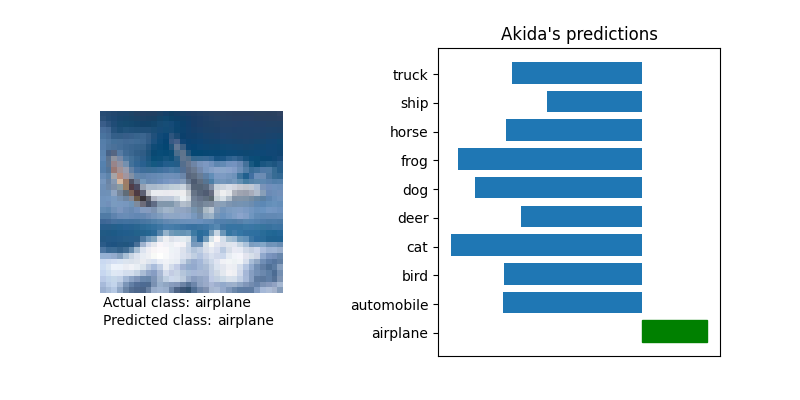 Akida's predictions
truck
ship
horse
frog
dog
deer
cat
bird
automobile
airplane
Actual class: airplane
Predicted class: airplane